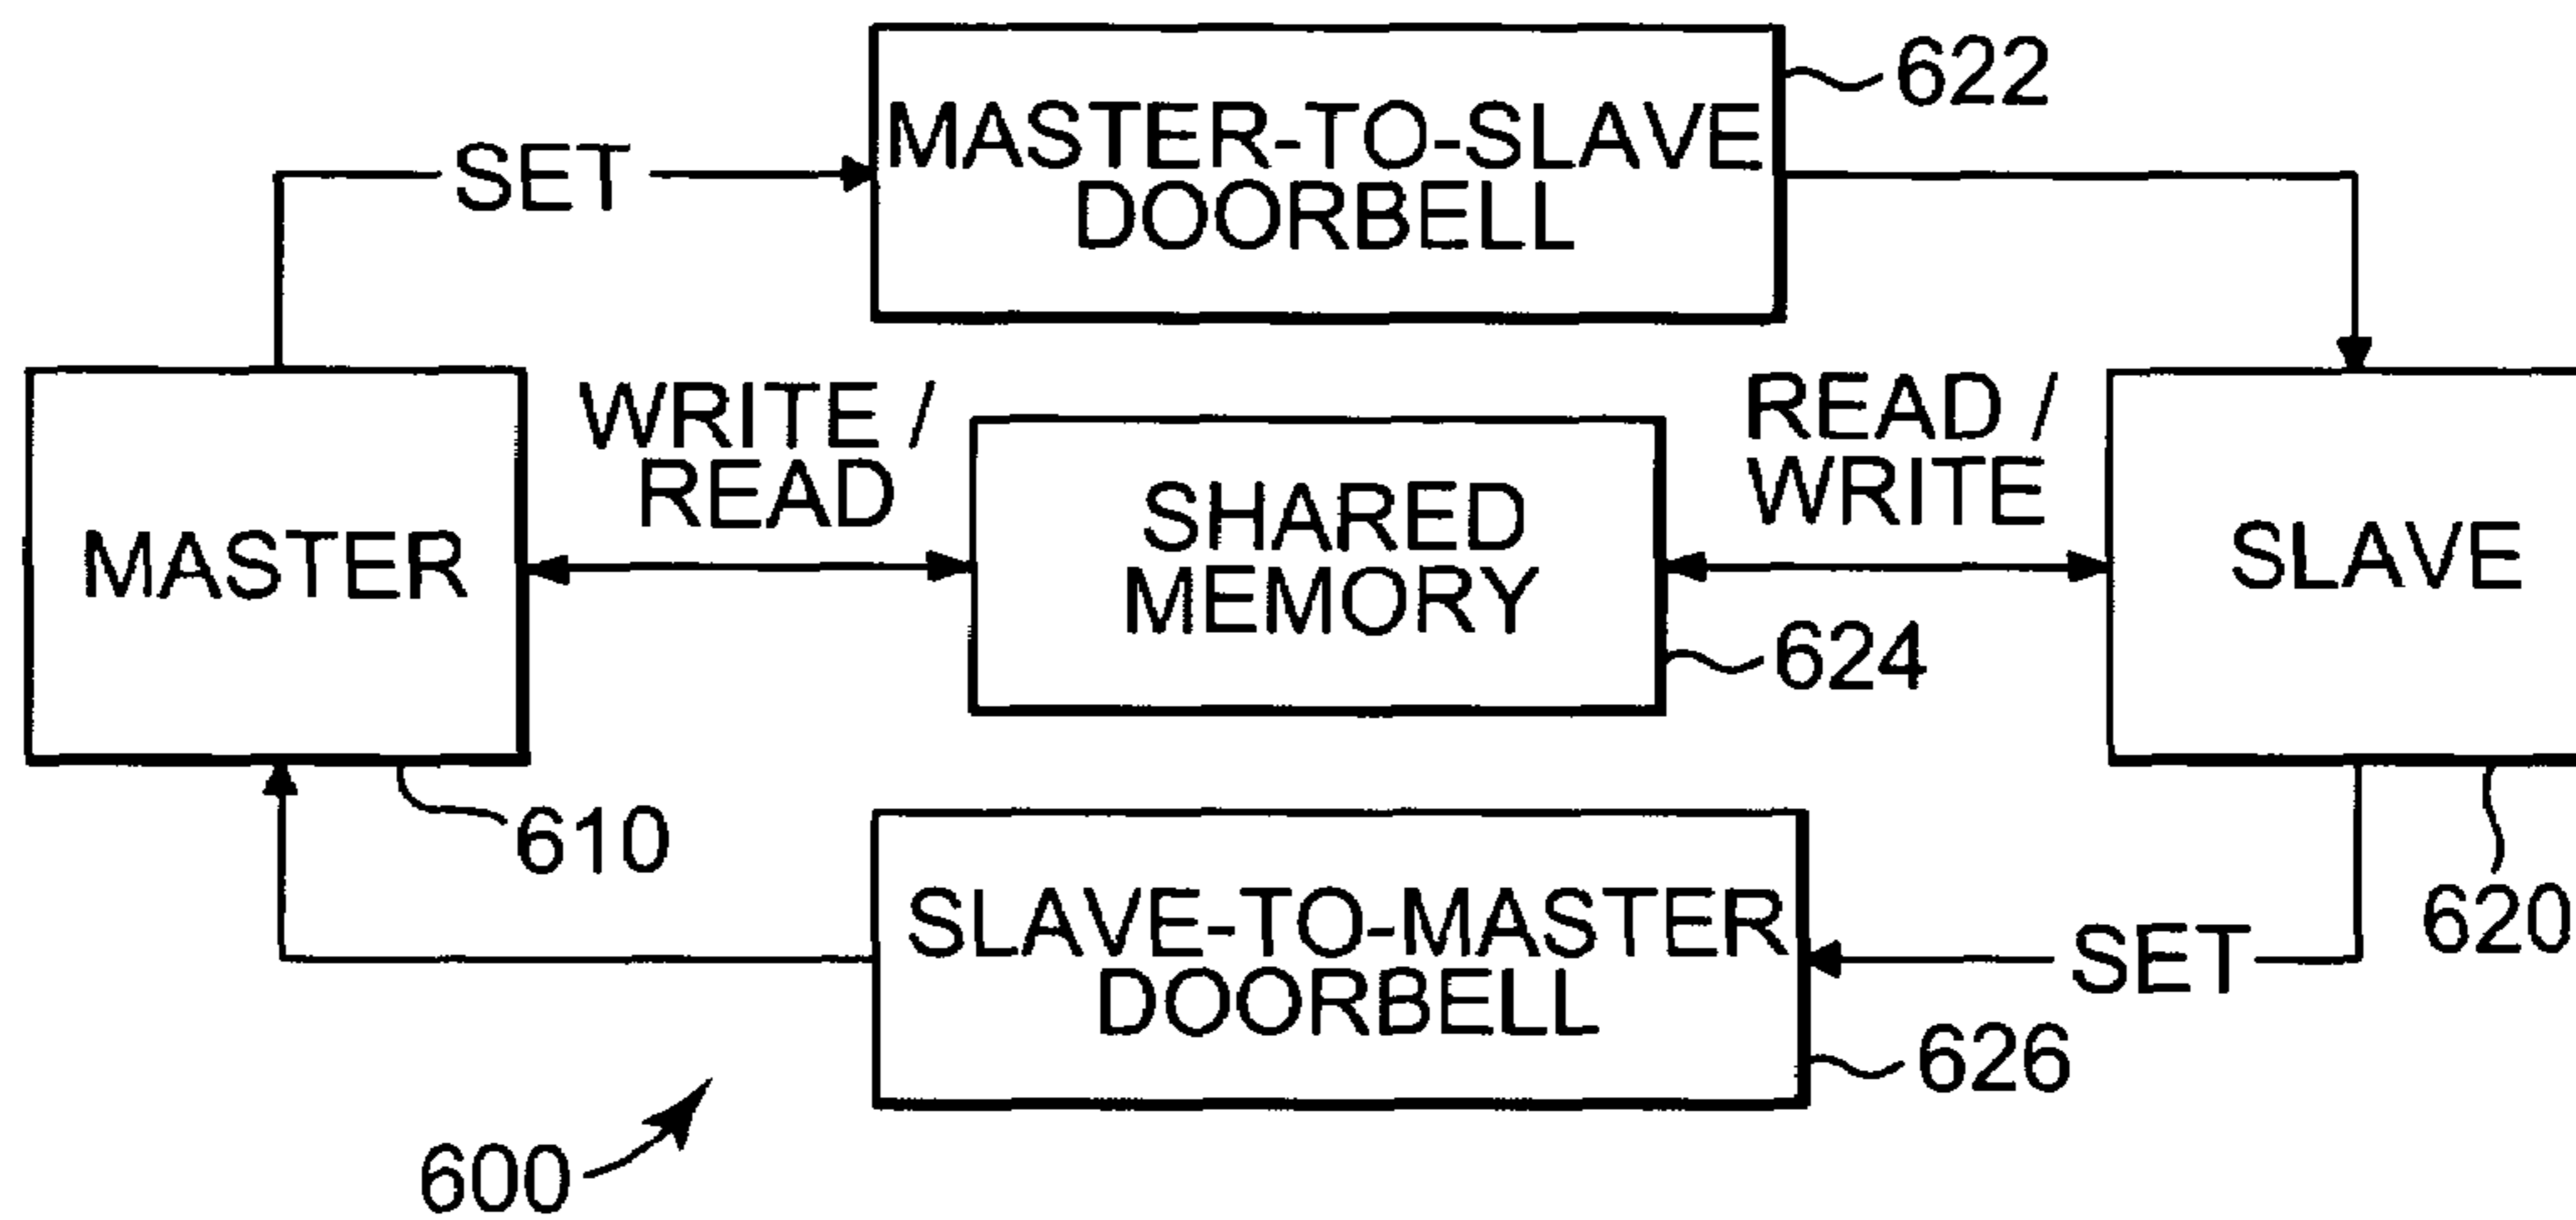 622
MASTER-TO-SLAVE
DOORBELL
SET
WRITE /
READ
READ /
WRITE
MASTER
SHARED
MEMORY
SLAVE
624
610
620
SLAVE-TO-MASTER
DOORBELL
SET
626
600